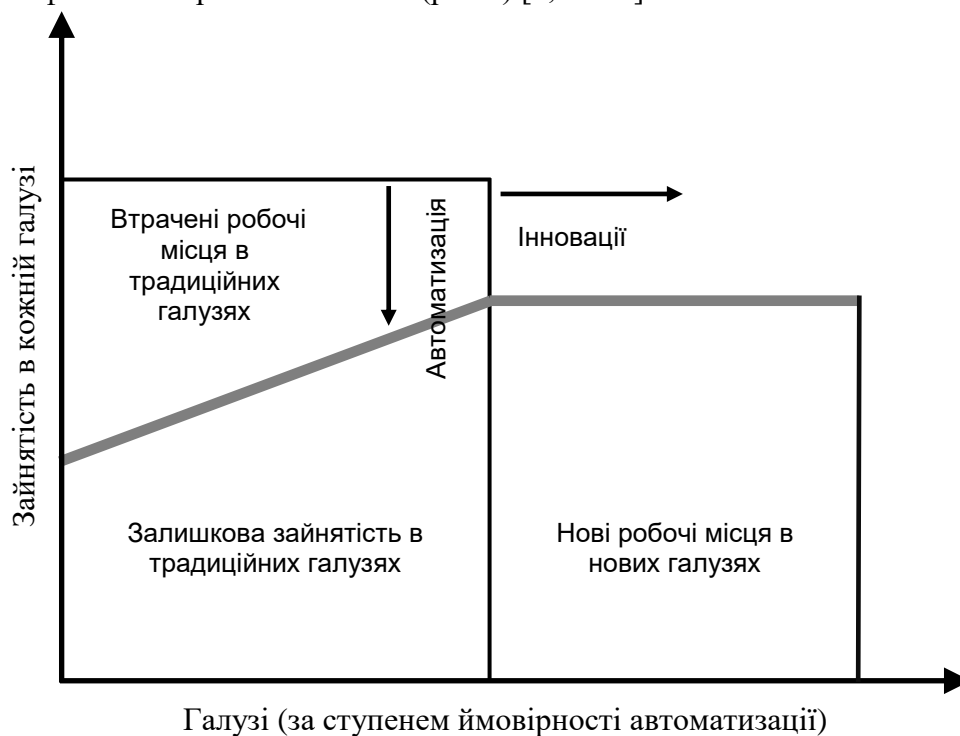 Зайнятість в кожній галузі
Втрачені робочі
місця в
традиційних
галузях
Автоматизація
Інновації
Залишкова зайнятість в
традиційних галузях
Нові робочі місця в
нових галузях
Галузі (за ступенем ймовірності автоматизації)